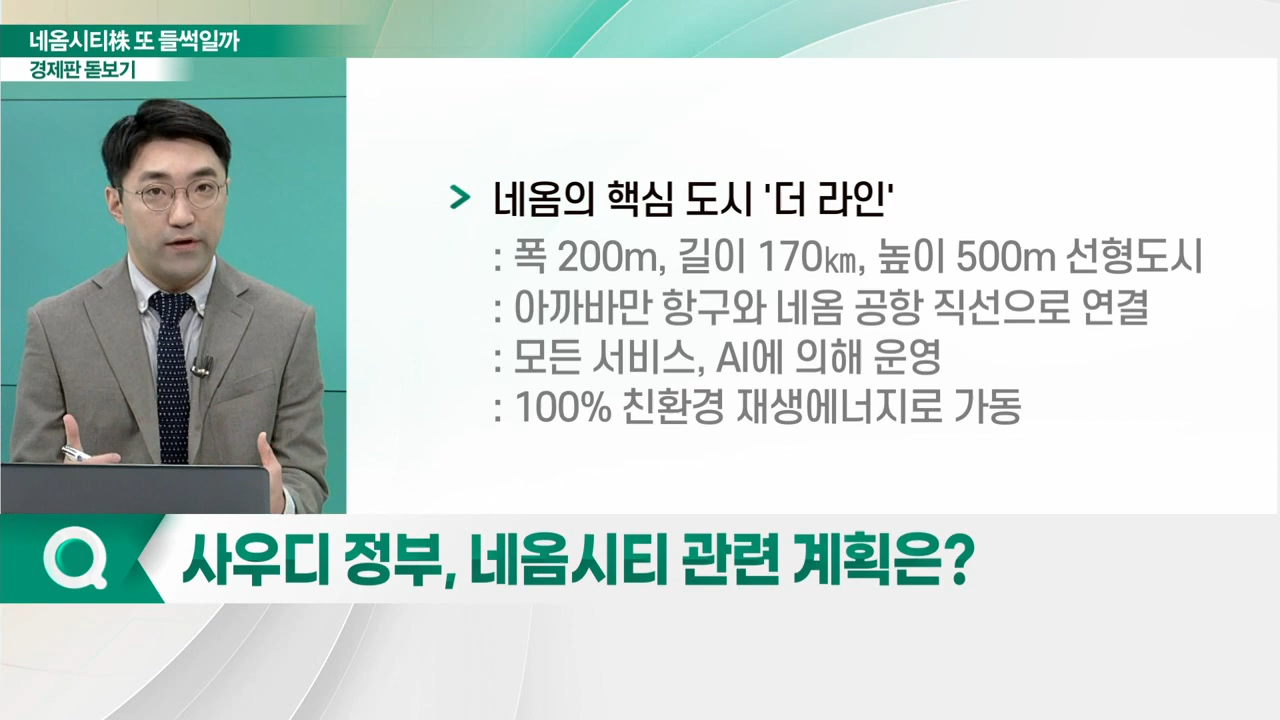 네옴시티株 또 들썩일까
경제판 돋보기
> 네옴의 핵심 도시 '더 라인'
: 폭 200m, 길이 170㎞, 높이 500m 선형도시
: 아까바만 항구와 네옴 공항 직선으로 연결
: 모든 서비스, AI에 의해 운영
: 100% 친환경 재생에너지로 가동
사우디 정부, 네옴시티 관련 계획은?